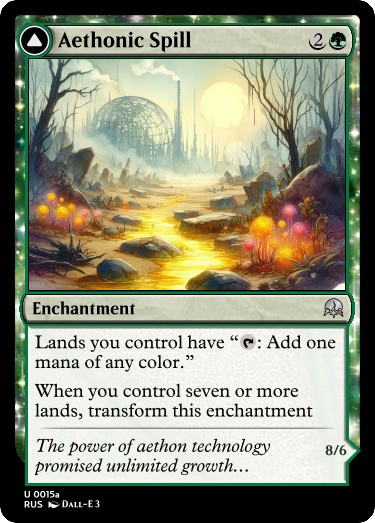 Aethonic Spill 2
Enchantment
Lands you control have “T: Add one
mana of any color.”
When you control seven or more
lands, transform this enchantment
The power of aethon technology
promised unlimited growth…
8/6
U 0015a
RUS DALL-E 3